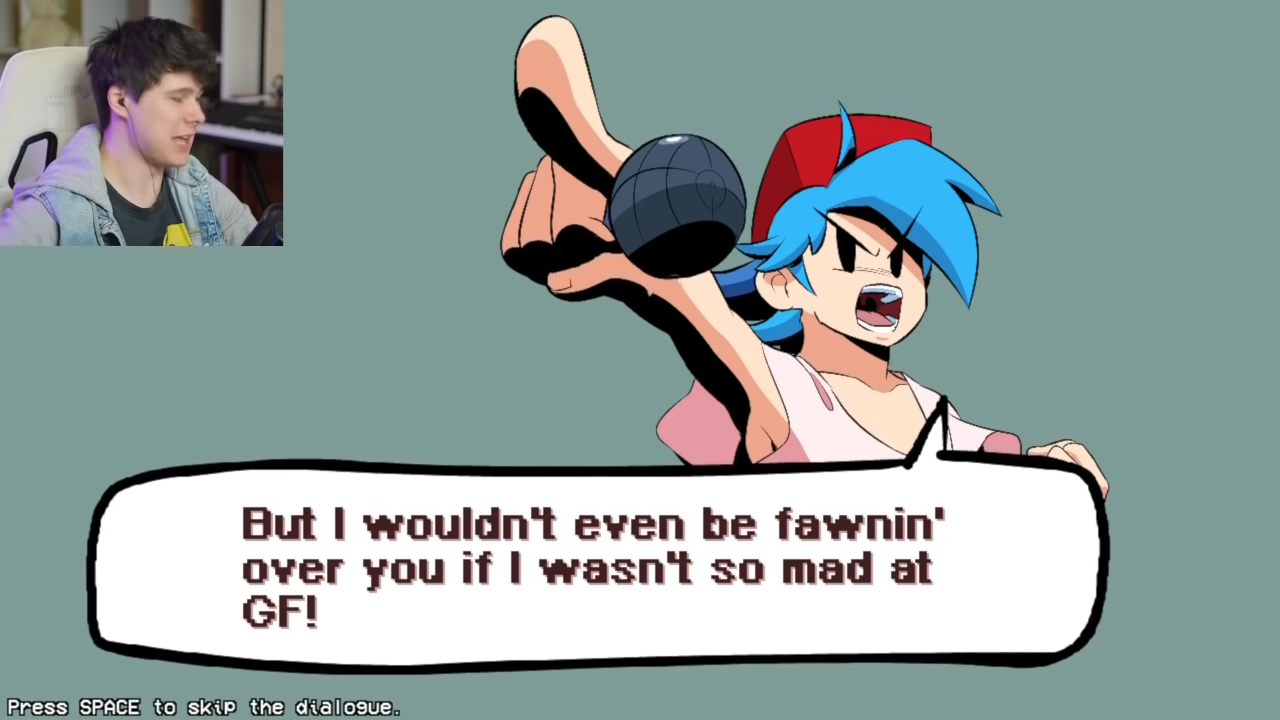 But I wouldn't even be fawnin'
over you if I wasn't so mad at
GF!
Press SPACE to skip the dialogue.